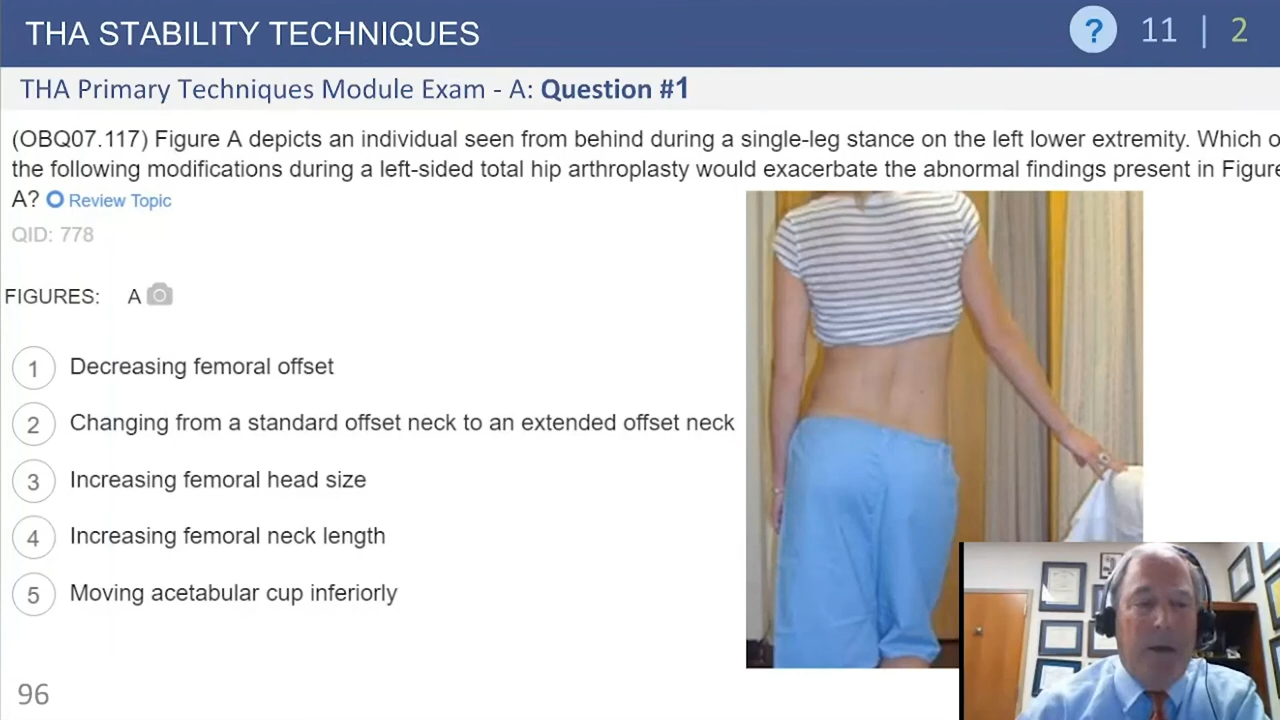 THA STABILITY TECHNIQUES
? 11 | 2
THA Primary Techniques Module Exam - A: Question #1
(OBQ07.117) Figure A depicts an individual seen from behind during a single-leg stance on the left lower extremity. Which o
the following modifications during a left-sided total hip arthroplasty would exacerbate the abnormal findings present in Figure
A? Review Topic
QID: 778
FIGURES: A
1 Decreasing femoral offset
2 Changing from a standard offset neck to an extended offset neck
3 Increasing femoral head size
4 Increasing femoral neck length
5 Moving acetabular cup inferiorly
96